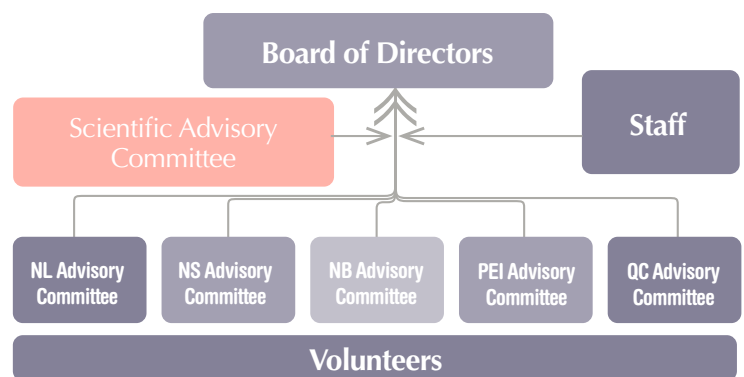 Board of Directors
Scientific Advisory
Committee
Staff
NL Advisory
Committee
NS Advisory
Committee
NB Advisory
Committee
PEI Advisory
Committee
QC Advisory
Committee
Volunteers